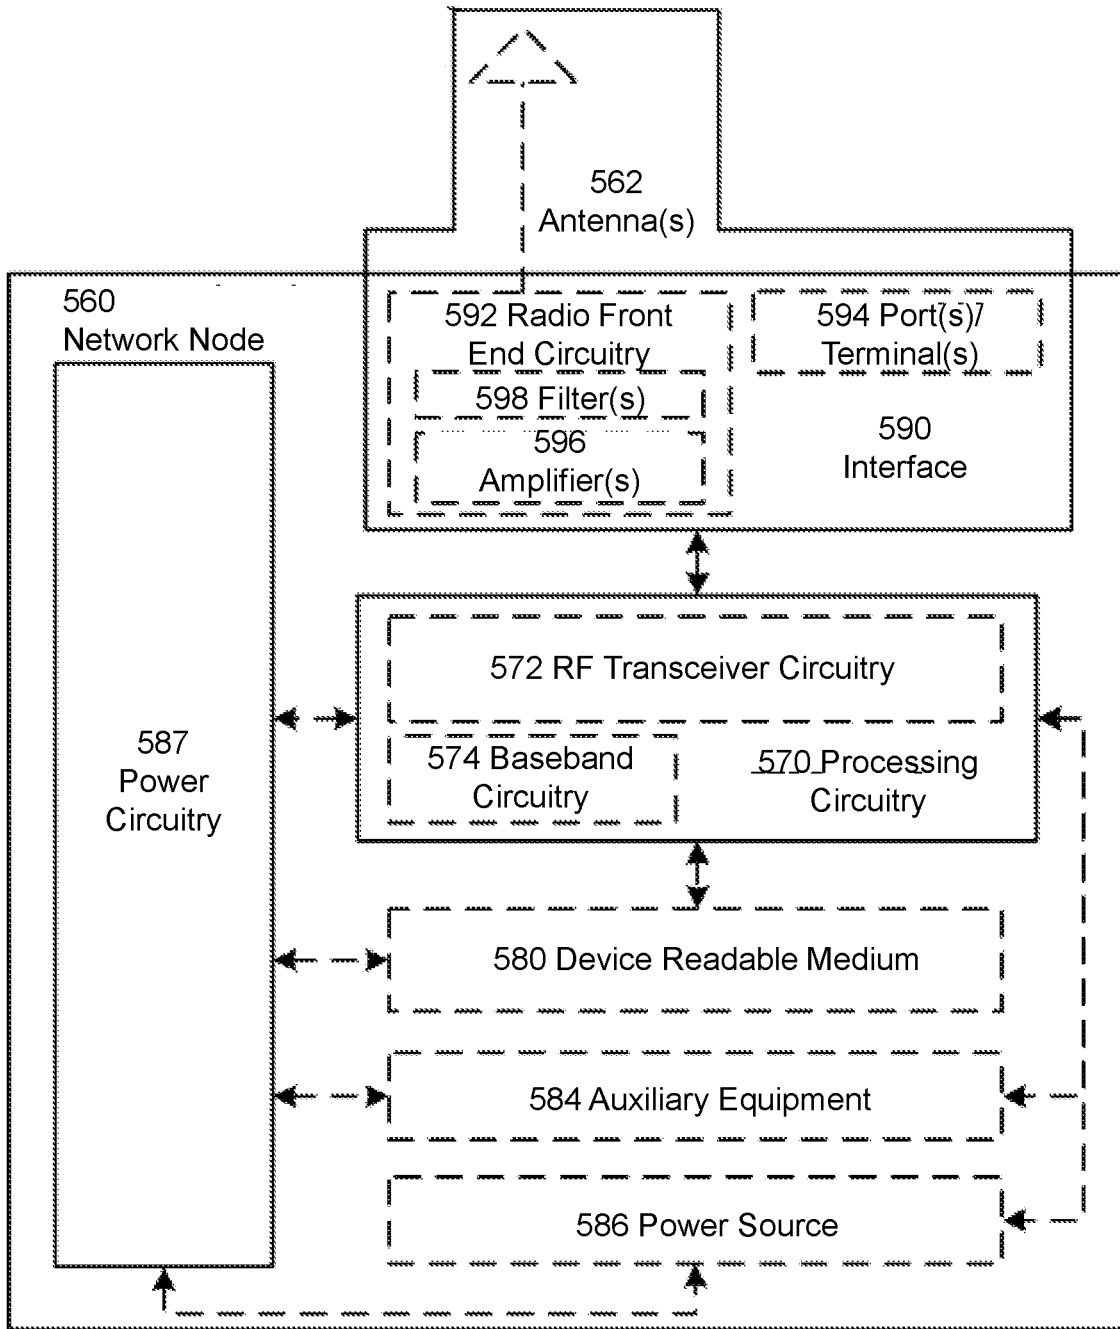 562
Antenna(s)
560
Network Node
592 Radio Front
End Circuitry
598 Filter(s)
596
Amplifier(s)
594 Port(s)/
Terminal(s)
590
Interface
572 RF Transceiver Circuitry
574 Baseband
Circuitry
570 Processing
Circuitry
587
Power
Circuitry
580 Device Readable Medium
584 Auxiliary Equipment
586 Power Source